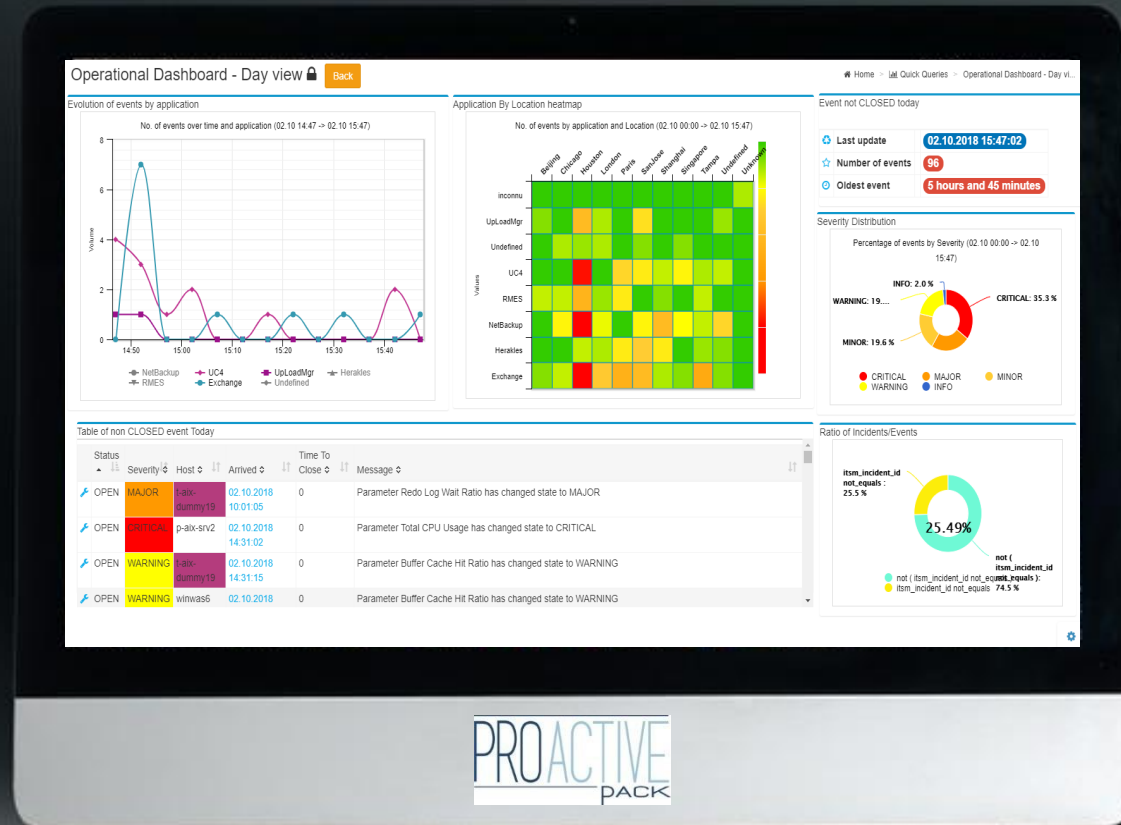 Operational Dashboard - Day view Back
Home > Quick Queries > Operational Dashboard - Day vi...
Evolution of events by application
No. of events over time and application (02.10 14:47 -> 02.10 15:47)
Volume
8
6
4
2
0
14:50 15:00 15:10 15:20 15:30 15:40
NetBackup UC4 UpLoadMgr Herakles
RMES Exchange Undefined
Application By Location heatmap
No. of events by application and Location (02.10 00:00 -> 02.10 15:47)
Beijing Chicago Houston London Paris SanJose Shanghai Singapore Tampa Undefined Unknown
Values
inconnu
UpLoadMgr
Undefined
UC4
RMES
NetBackup
Herakles
Exchange
Event not CLOSED today
Last update 02.10.2018 15:47:02
Number of events 96
Oldest event 5 hours and 45 minutes
Severity Distribution
Percentage of events by Severity (02.10 00:00 -> 02.10
15:47)
INFO: 2.0 %
WARNING: 19....
CRITICAL: 35.3 %
MINOR: 19.6 %
CRITICAL MAJOR MINOR
WARNING INFO
Table of non CLOSED event Today
Status Severity Host Arrived Time To Close Message
OPEN MAJOR t-aix-dummy19 02.10.2018 10:01:05 0 Parameter Redo Log Wait Ratio has changed state to MAJOR
OPEN CRITICAL p-aix-srv2 02.10.2018 14:31:02 0 Parameter Total CPU Usage has changed state to CRITICAL
OPEN WARNING t-aix-dummy19 02.10.2018 14:31:15 0 Parameter Buffer Cache Hit Ratio has changed state to WARNING
OPEN WARNING winwas6 02.10.2018 0 Parameter Buffer Cache Hit Ratio has changed state to WARNING
Ratio of Incidents/Events
itsm_incident_id
not_equals :
25.5 %
25.49%
not (
itsm_incident_id
not_equals ):
74.5 %
not ( itsm_incident_id not_equals )
itsm_incident_id not_equals
PROACTIVE
PACK